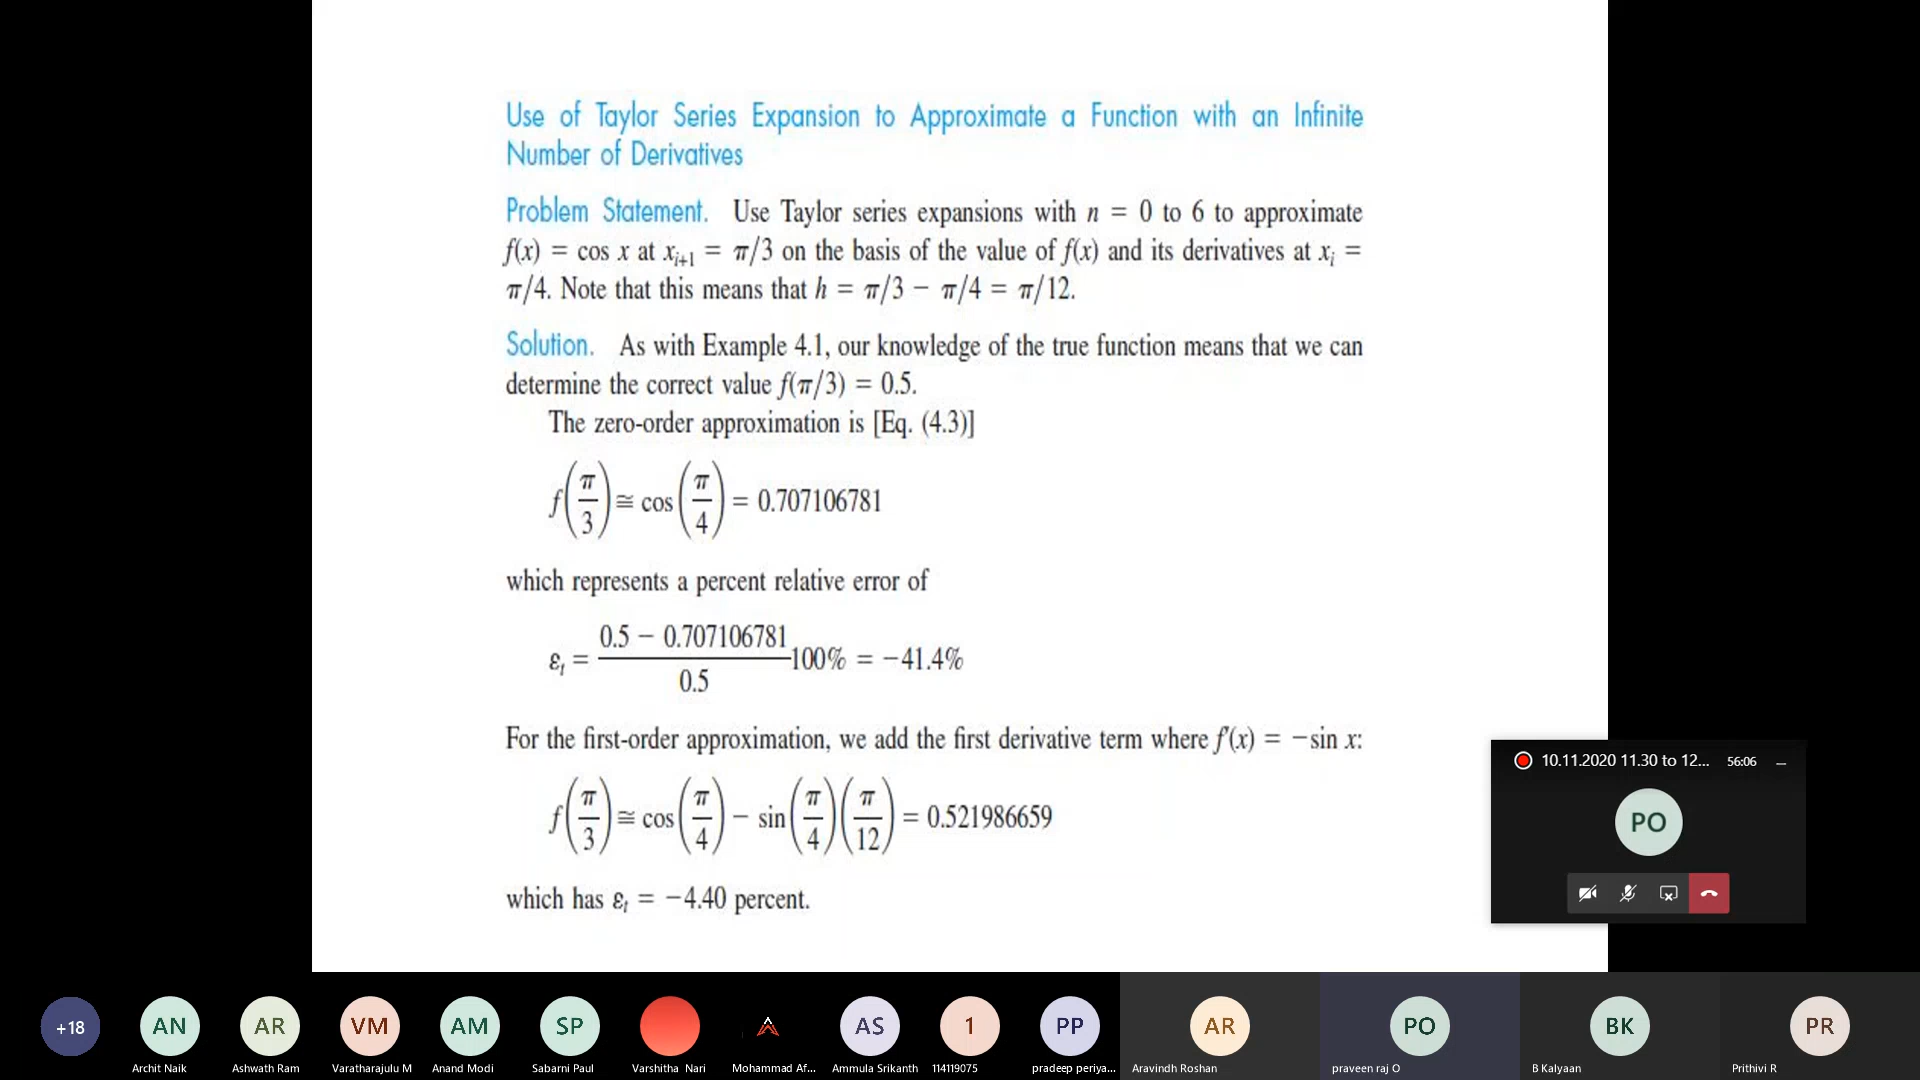 Use of Taylor Series Expansion to Approximate a Function with an Infinite
Number of Derivatives
Problem Statement. Use Taylor series expansions with n = 0 to 6 to approximate
f(x) = cos x at xᵢ₊₁ = π/3 on the basis of the value of f(x) and its derivatives at xᵢ =
π/4. Note that this means that h = π/3 − π/4 = π/12.
Solution. As with Example 4.1, our knowledge of the true function means that we can
determine the correct value f(π/3) = 0.5.
The zero-order approximation is [Eq. (4.3)]
f(π/3) ≅ cos(π/4) = 0.707106781
which represents a percent relative error of
εₜ = (0.5 − 0.707106781)/0.5 100% = −41.4%
For the first-order approximation, we add the first derivative term where f′(x) = −sin x:
f(π/3) ≅ cos(π/4) − sin(π/4)(π/12) = 0.521986659
which has εₜ = −4.40 percent.
10.11.2020 11.30 to 12... 56:06
PO
+18 AN AR VM AM SP AS 1 PP AR PO BK PR
Archit Naik Ashwath Ram Varatharajulu M Anand Modi Sabarni Paul Varshitha Nari Mohammad Af... Ammula Srikanth 114119075 pradeep periya... Aravindh Roshan praveen raj O B Kalyaan Prithivi R